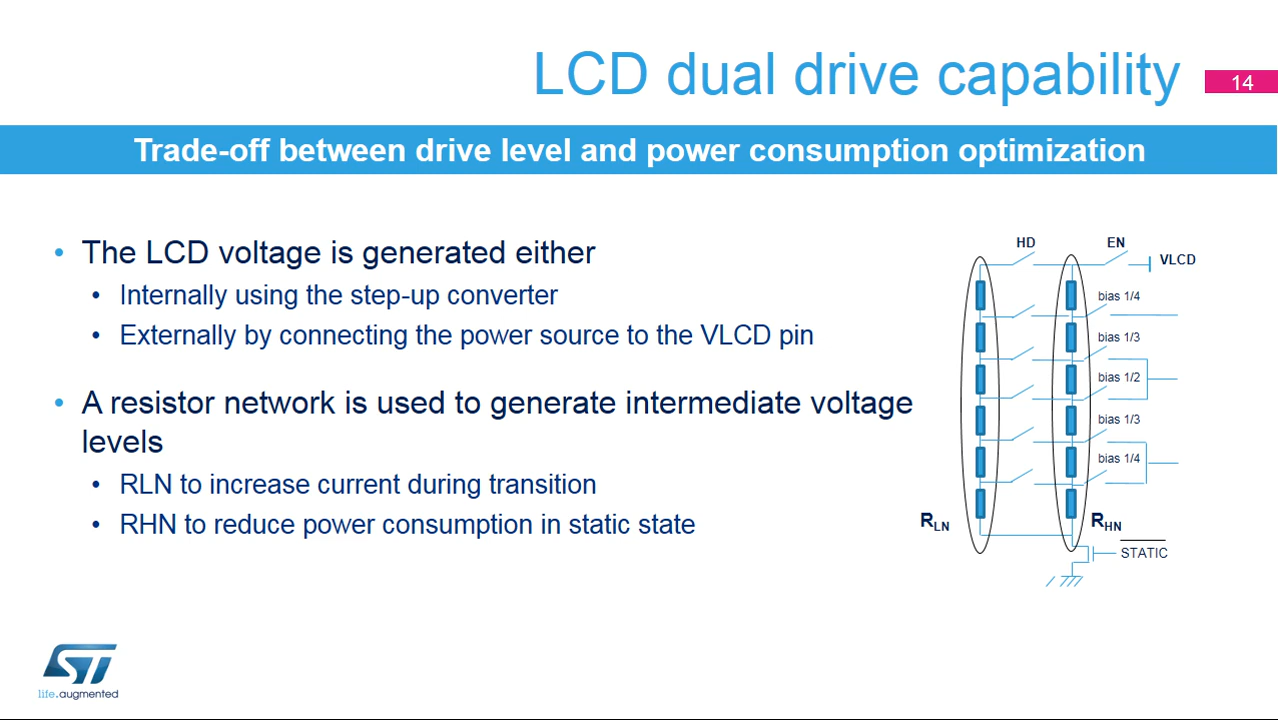 LCD dual drive capability
14
Trade-off between drive level and power consumption optimization
• The LCD voltage is generated either
• Internally using the step-up converter
• Externally by connecting the power source to the VLCD pin
• A resistor network is used to generate intermediate voltage
levels
• RLN to increase current during transition
• RHN to reduce power consumption in static state
HD
EN
VLCD
bias 1/4
bias 1/3
bias 1/2
bias 1/3
bias 1/4
RLN
RHN
STATIC
ST
life.augmented